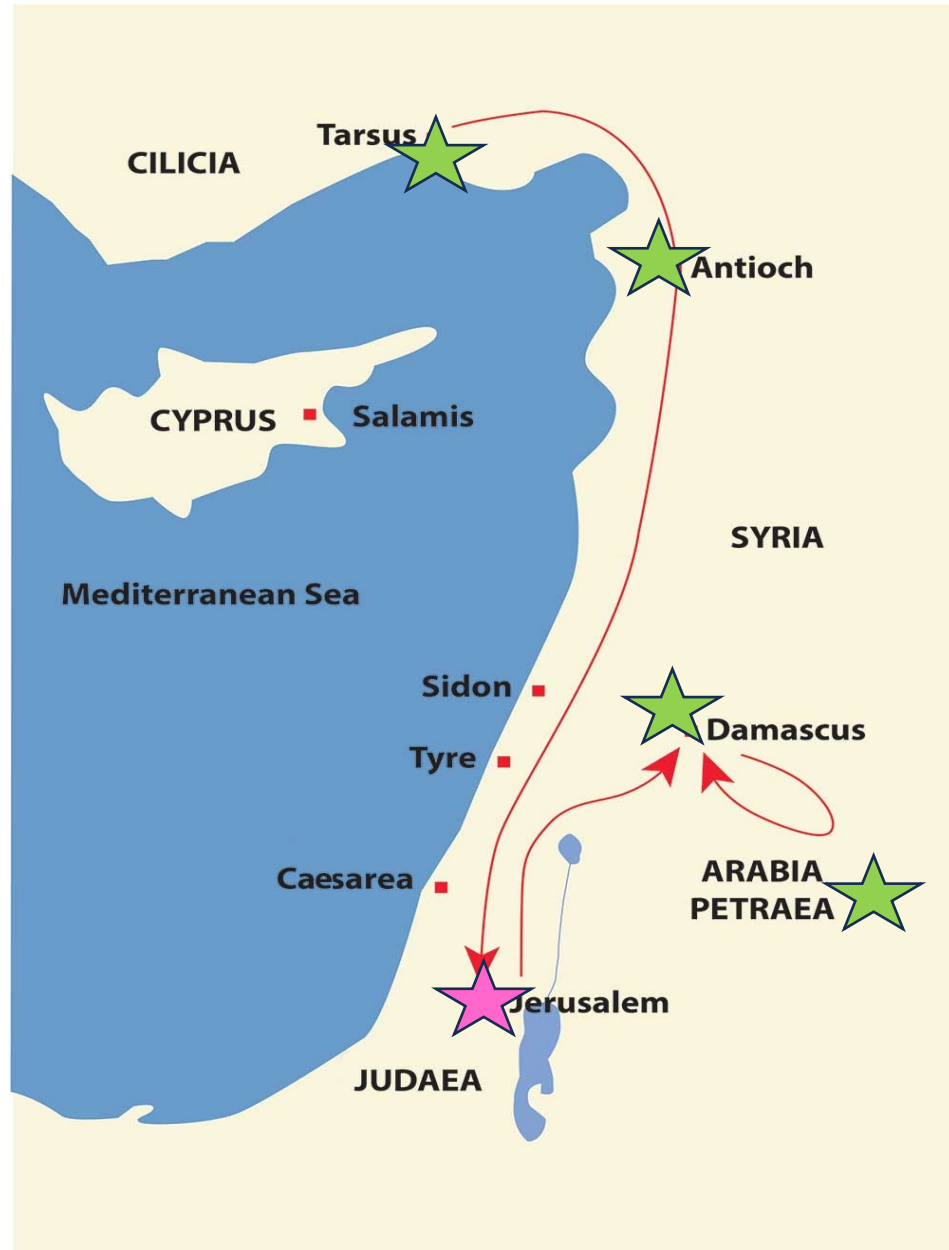 Tarsus
CILICIA
Antioch
CYPRUS
Salamis
SYRIA
Mediterranean Sea
Sidon
Damascus
Tyre
ARABIA
PETRAEA
Caesarea
Jerusalem
JUDAEA